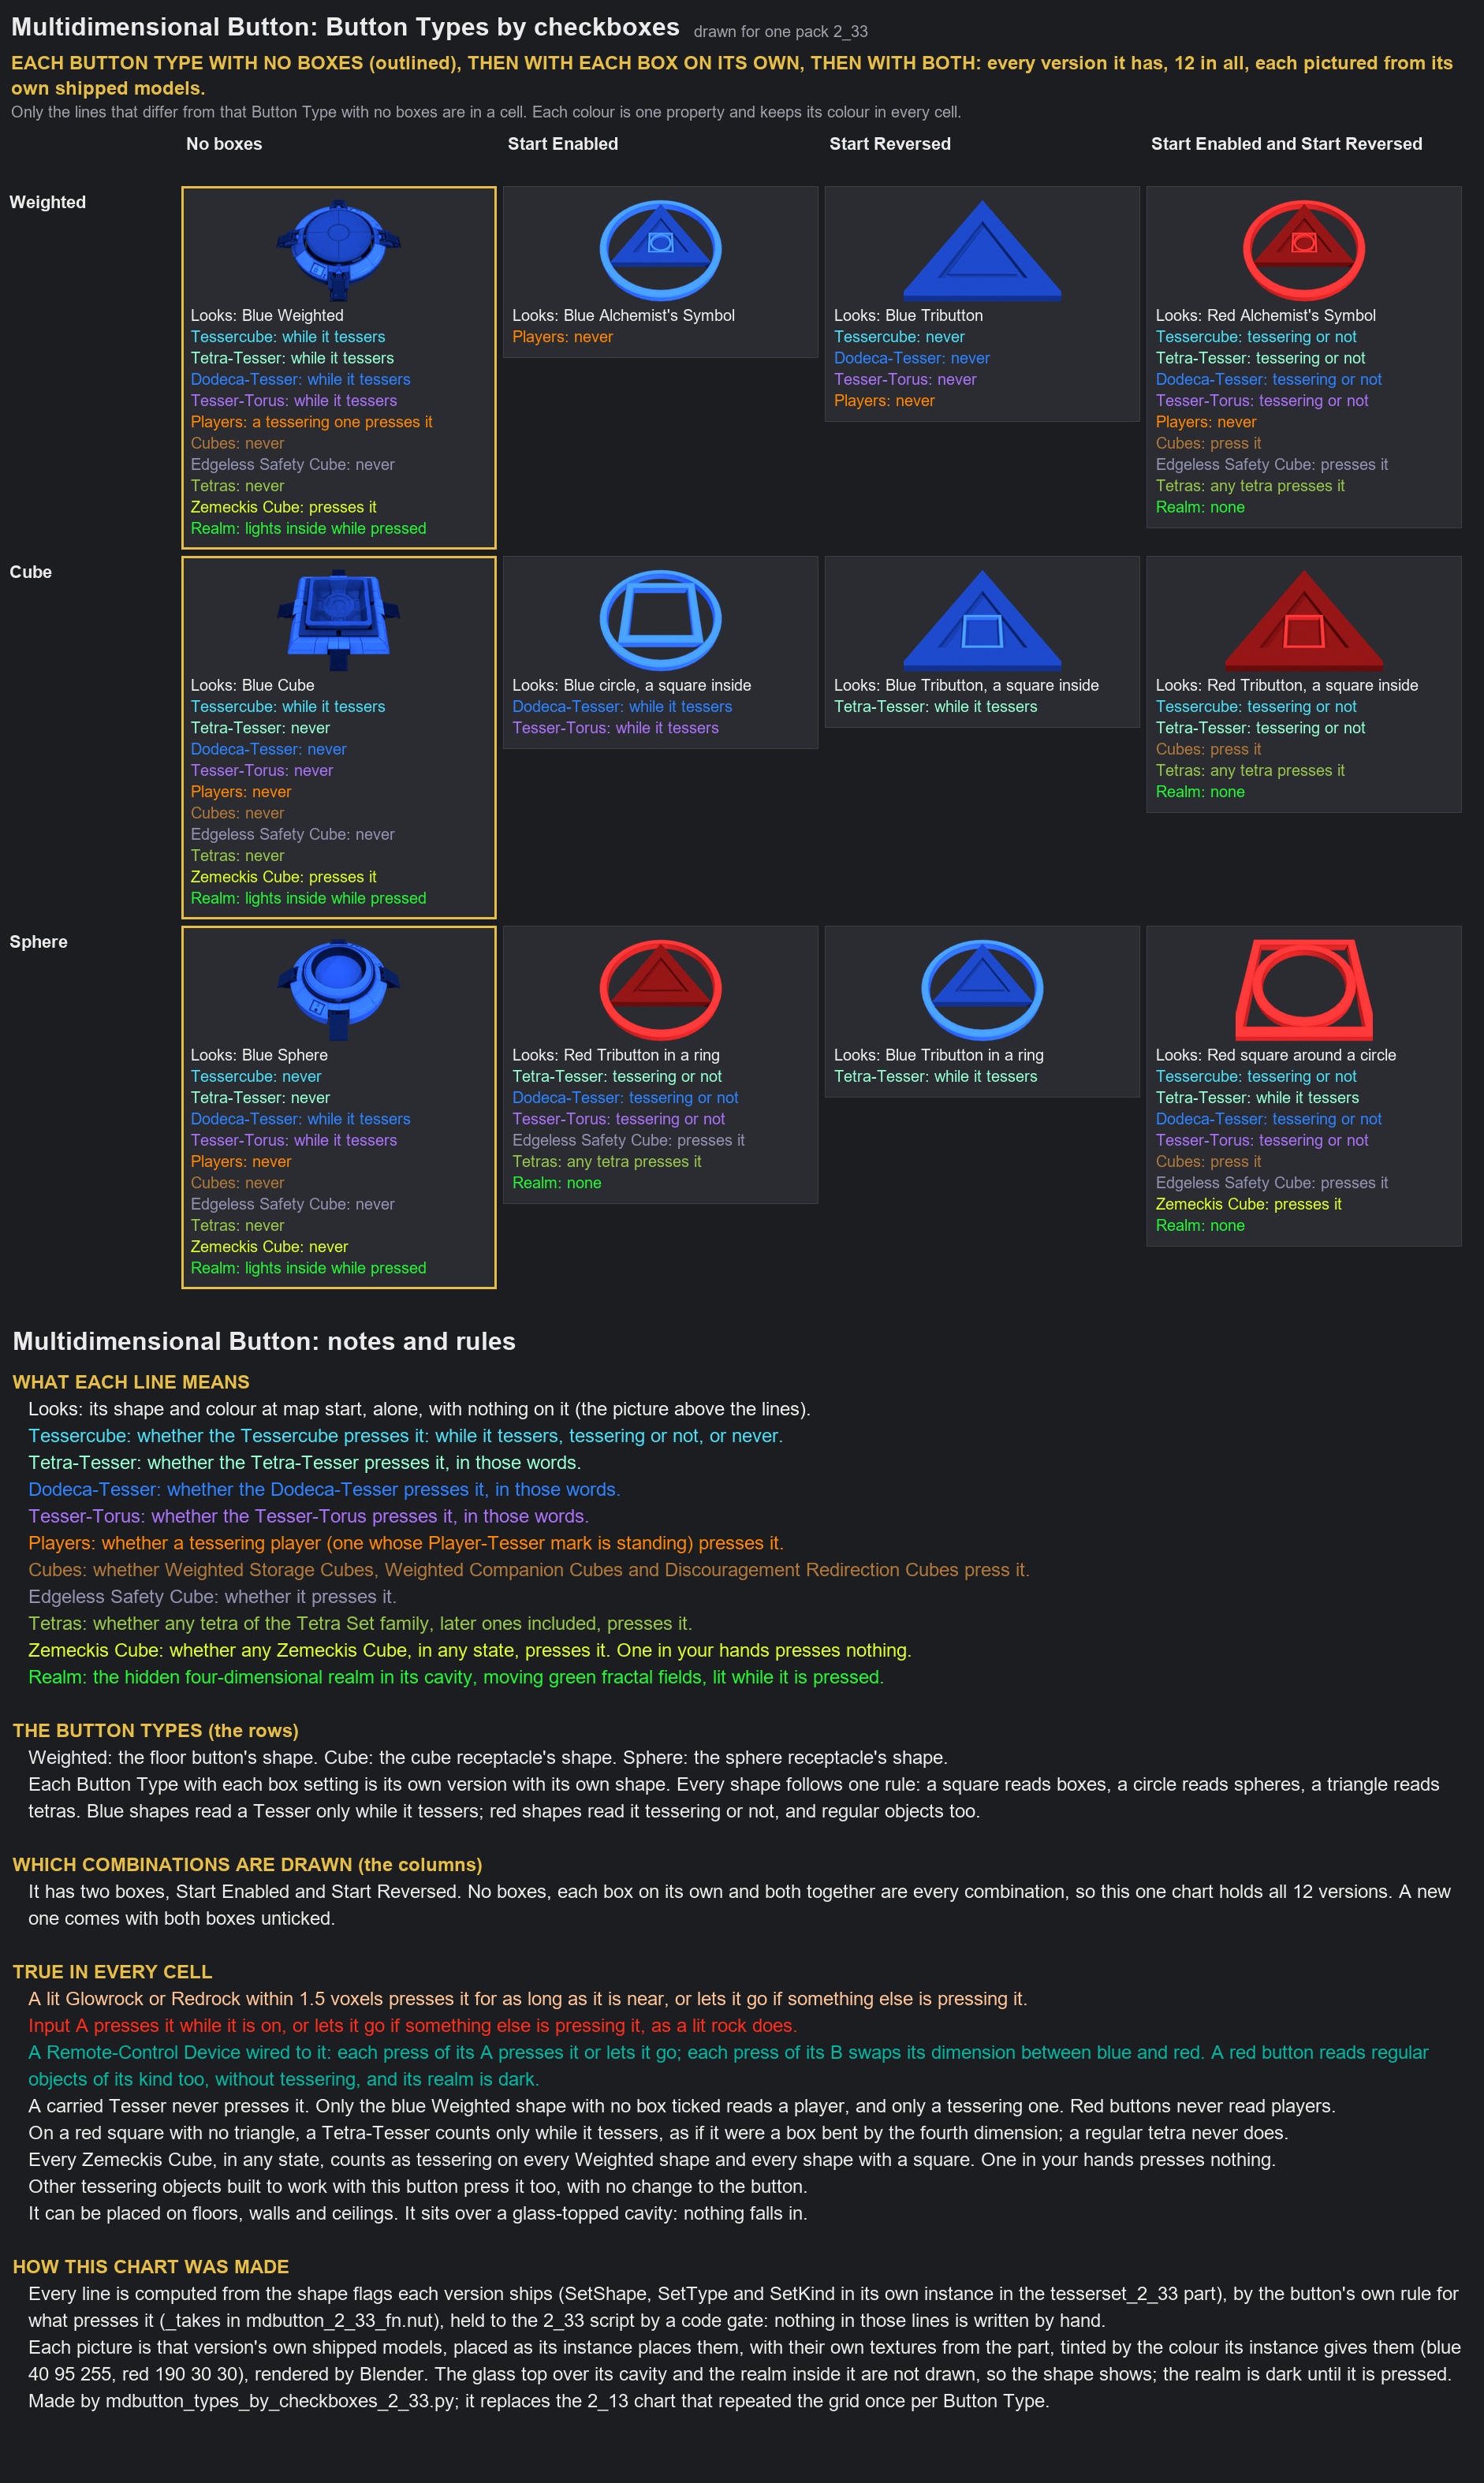 Multidimensional Button: Button Types by checkboxes drawn for one pack 2_33
EACH BUTTON TYPE WITH NO BOXES (outlined), THEN WITH EACH BOX ON ITS OWN, THEN WITH BOTH: every version it has, 12 in all, each pictured from its
own shipped models.
Only the lines that differ from that Button Type with no boxes are in a cell. Each colour is one property and keeps its colour in every cell.
No boxes
Start Enabled
Start Reversed
Start Enabled and Start Reversed
Weighted
Looks: Blue Weighted
Tessercube: while it tessers
Tetra-Tesser: while it tessers
Dodeca-Tesser: while it tessers
Tesser-Torus: while it tessers
Players: a tessering one presses it
Cubes: never
Edgeless Safety Cube: never
Tetras: never
Zemeckis Cube: presses it
Realm: lights inside while pressed
Looks: Blue Alchemist's Symbol
Players: never
Looks: Blue Tributton
Tessercube: never
Dodeca-Tesser: never
Tesser-Torus: never
Players: never
Looks: Red Alchemist's Symbol
Tessercube: tessering or not
Tetra-Tesser: tessering or not
Dodeca-Tesser: tessering or not
Tesser-Torus: tessering or not
Players: never
Cubes: press it
Edgeless Safety Cube: presses it
Tetras: any tetra presses it
Realm: none
Cube
Looks: Blue Cube
Tessercube: while it tessers
Tetra-Tesser: never
Dodeca-Tesser: never
Tesser-Torus: never
Players: never
Cubes: never
Edgeless Safety Cube: never
Tetras: never
Zemeckis Cube: presses it
Realm: lights inside while pressed
Looks: Blue circle, a square inside
Dodeca-Tesser: while it tessers
Tesser-Torus: while it tessers
Looks: Blue Tributton, a square inside
Tetra-Tesser: while it tessers
Looks: Red Tributton, a square inside
Tessercube: tessering or not
Tetra-Tesser: tessering or not
Cubes: press it
Tetras: any tetra presses it
Realm: none
Sphere
Looks: Blue Sphere
Tessercube: never
Tetra-Tesser: never
Dodeca-Tesser: while it tessers
Tesser-Torus: while it tessers
Players: never
Cubes: never
Edgeless Safety Cube: never
Tetras: never
Zemeckis Cube: never
Realm: lights inside while pressed
Looks: Red Tributton in a ring
Tetra-Tesser: tessering or not
Dodeca-Tesser: tessering or not
Tesser-Torus: tessering or not
Edgeless Safety Cube: presses it
Tetras: any tetra presses it
Realm: none
Looks: Blue Tributton in a ring
Tetra-Tesser: while it tessers
Looks: Red square around a circle
Tessercube: tessering or not
Tetra-Tesser: while it tessers
Dodeca-Tesser: tessering or not
Tesser-Torus: tessering or not
Cubes: press it
Edgeless Safety Cube: presses it
Zemeckis Cube: presses it
Realm: none
Multidimensional Button: notes and rules
WHAT EACH LINE MEANS
Looks: its shape and colour at map start, alone, with nothing on it (the picture above the lines).
Tessercube: whether the Tessercube presses it: while it tessers, tessering or not, or never.
Tetra-Tesser: whether the Tetra-Tesser presses it, in those words.
Dodeca-Tesser: whether the Dodeca-Tesser presses it, in those words.
Tesser-Torus: whether the Tesser-Torus presses it, in those words.
Players: whether a tessering player (one whose Player-Tesser mark is standing) presses it.
Cubes: whether Weighted Storage Cubes, Weighted Companion Cubes and Discouragement Redirection Cubes press it.
Edgeless Safety Cube: whether it presses it.
Tetras: whether any tetra of the Tetra Set family, later ones included, presses it.
Zemeckis Cube: whether any Zemeckis Cube, in any state, presses it. One in your hands presses nothing.
Realm: the hidden four-dimensional realm in its cavity, moving green fractal fields, lit while it is pressed.
THE BUTTON TYPES (the rows)
Weighted: the floor button's shape. Cube: the cube receptacle's shape. Sphere: the sphere receptacle's shape.
Each Button Type with each box setting is its own version with its own shape. Every shape follows one rule: a square reads boxes, a circle reads spheres, a triangle reads
tetras. Blue shapes read a Tesser only while it tessers; red shapes read it tessering or not, and regular objects too.
WHICH COMBINATIONS ARE DRAWN (the columns)
It has two boxes, Start Enabled and Start Reversed. No boxes, each box on its own and both together are every combination, so this one chart holds all 12 versions. A new
one comes with both boxes unticked.
TRUE IN EVERY CELL
A lit Glowrock or Redrock within 1.5 voxels presses it for as long as it is near, or lets it go if something else is pressing it.
Input A presses it while it is on, or lets it go if something else is pressing it, as a lit rock does.
A Remote-Control Device wired to it: each press of its A presses it or lets it go; each press of its B swaps its dimension between blue and red. A red button reads regular
objects of its kind too, without tessering, and its realm is dark.
A carried Tesser never presses it. Only the blue Weighted shape with no box ticked reads a player, and only a tessering one. Red buttons never read players.
On a red square with no triangle, a Tetra-Tesser counts only while it tessers, as if it were a box bent by the fourth dimension; a regular tetra never does.
Every Zemeckis Cube, in any state, counts as tessering on every Weighted shape and every shape with a square. One in your hands presses nothing.
Other tessering objects built to work with this button press it too, with no change to the button.
It can be placed on floors, walls and ceilings. It sits over a glass-topped cavity: nothing falls in.
HOW THIS CHART WAS MADE
Every line is computed from the shape flags each version ships (SetShape, SetType and SetKind in its own instance in the tesserset_2_33 part), by the button's own rule for
what presses it (_takes in mdbutton_2_33_fn.nut), held to the 2_33 script by a code gate: nothing in those lines is written by hand.
Each picture is that version's own shipped models, placed as its instance places them, with their own textures from the part, tinted by the colour its instance gives them (blue
40 95 255, red 190 30 30), rendered by Blender. The glass top over its cavity and the realm inside it are not drawn, so the shape shows; the realm is dark until it is pressed.
Made by mdbutton_types_by_checkboxes_2_33.py; it replaces the 2_13 chart that repeated the grid once per Button Type.